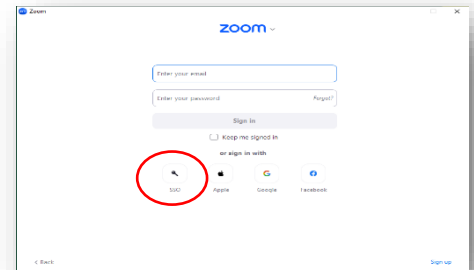 Zoom
zoom
Enter your email
Enter your password Forgot?
Sign in
Keep me signed in
or sign in with
SSO Apple Google Facebook
< Back Sign up